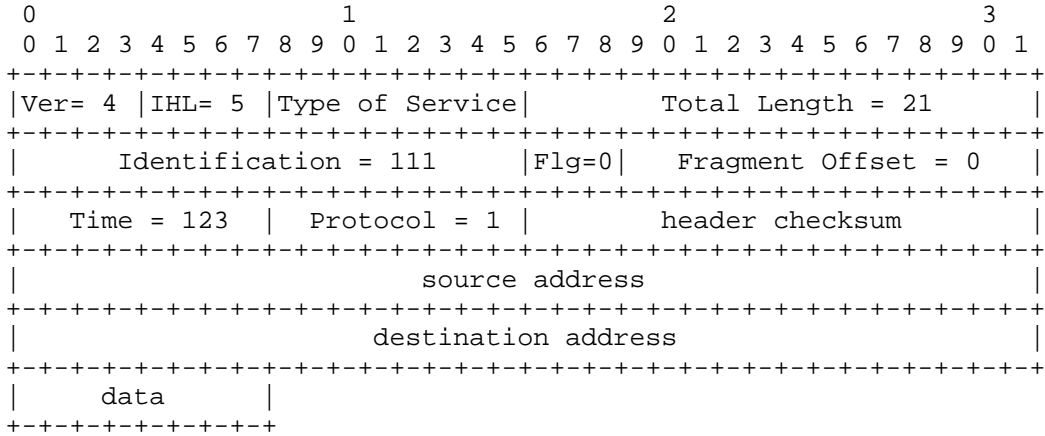 0                   1                   2                   3
 0 1 2 3 4 5 6 7 8 9 0 1 2 3 4 5 6 7 8 9 0 1 2 3 4 5 6 7 8 9 0 1
+-+-+-+-+-+-+-+-+-+-+-+-+-+-+-+-+-+-+-+-+-+-+-+-+-+-+-+-+-+-+-+-+
|Ver= 4 |IHL= 5 |Type of Service|        Total Length = 21      |
+-+-+-+-+-+-+-+-+-+-+-+-+-+-+-+-+-+-+-+-+-+-+-+-+-+-+-+-+-+-+-+-+
|      Identification = 111     |Flg=0|   Fragment Offset = 0   |
+-+-+-+-+-+-+-+-+-+-+-+-+-+-+-+-+-+-+-+-+-+-+-+-+-+-+-+-+-+-+-+-+
|   Time = 123  |  Protocol = 1 |        header checksum        |
+-+-+-+-+-+-+-+-+-+-+-+-+-+-+-+-+-+-+-+-+-+-+-+-+-+-+-+-+-+-+-+-+
|                         source address                        |
+-+-+-+-+-+-+-+-+-+-+-+-+-+-+-+-+-+-+-+-+-+-+-+-+-+-+-+-+-+-+-+-+
|                      destination address                      |
+-+-+-+-+-+-+-+-+-+-+-+-+-+-+-+-+-+-+-+-+-+-+-+-+-+-+-+-+-+-+-+-+
|     data      |
+-+-+-+-+-+-+-+-+